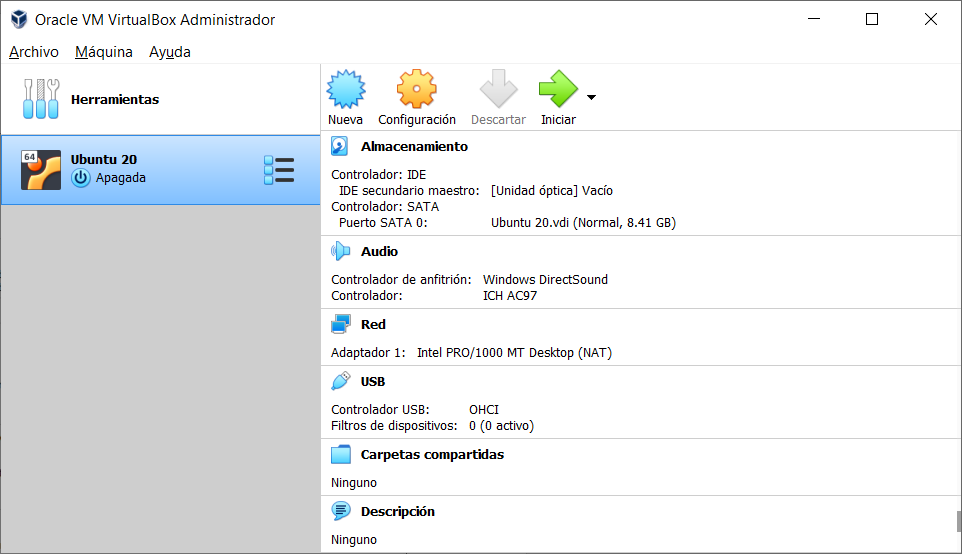 Oracle VM VirtualBox Administrador
Archivo Máquina Ayuda
Herramientas
Nueva Configuración Descartar Iniciar
64
Ubuntu 20
Apagada
Almacenamiento
Controlador: IDE
IDE secundario maestro: [Unidad óptica] Vacío
Controlador: SATA
Puerto SATA 0: Ubuntu 20.vdi (Normal, 8.41 GB)
Audio
Controlador de anfitrión: Windows DirectSound
Controlador: ICH AC97
Red
Adaptador 1: Intel PRO/1000 MT Desktop (NAT)
USB
Controlador USB: OHCI
Filtros de dispositivos: 0 (0 activo)
Carpetas compartidas
Ninguno
Descripción
Ninguno